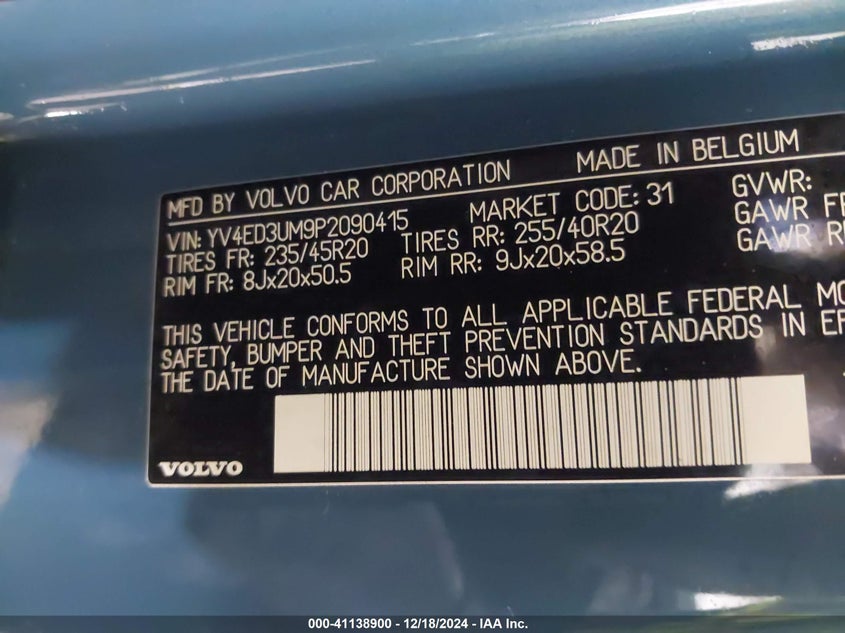 MFD BY VOLVO CAR CORPORATION MADE IN BELGIUM
VIN: YV4ED3UM9P2090415 MARKET CODE: 31 GVWR:
TIRES FR: 235/45R20 TIRES RR: 255/40R20 GAWR
RIM FR: 8Jx20x50.5 RIM RR: 9Jx20x58.5 GAWR
THIS VEHICLE CONFORMS TO ALL APPLICABLE FEDERAL
SAFETY, BUMPER AND THEFT PREVENTION STANDARDS IN
THE DATE OF MANUFACTURE SHOWN ABOVE.
VOLVO
000-41138900 - 12/18/2024 - IAA Inc.